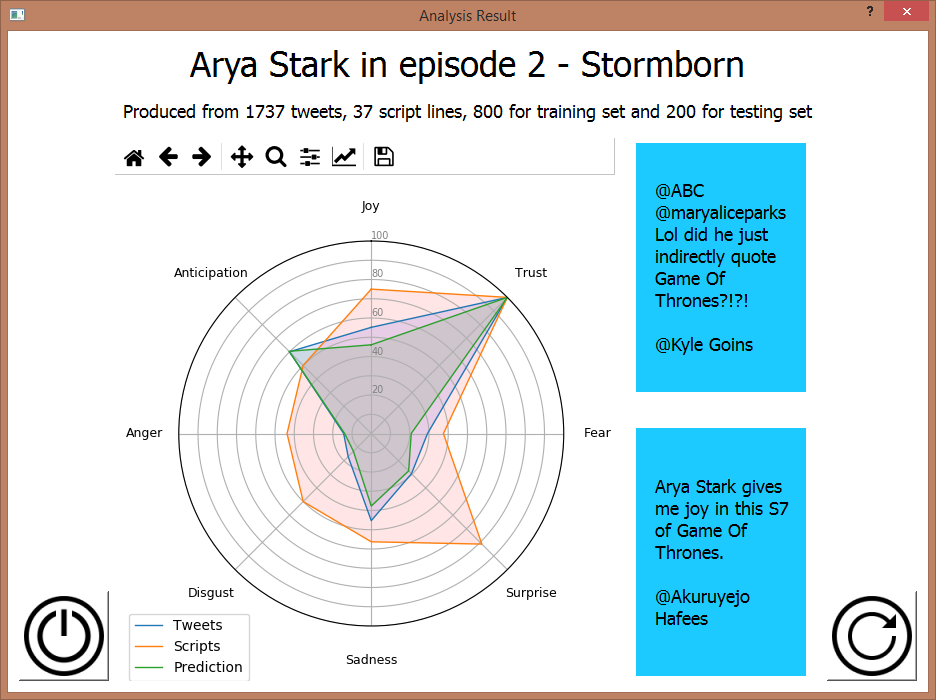 Analysis Result
?
×
Arya Stark in episode 2 - Stormborn
Produced from 1737 tweets, 37 script lines, 800 for training set and 200 for testing set
Joy
100
80
60
40
20
Anticipation
Trust
Anger
Fear
Disgust
Surprise
Sadness
Tweets
Scripts
Prediction
@ABC
@maryaliceparks
Lol did he just
indirectly quote
Game Of
Thrones?!?!
@Kyle Goins
Arya Stark gives
me joy in this S7
of Game Of
Thrones.
@Akuruyejo
Hafees